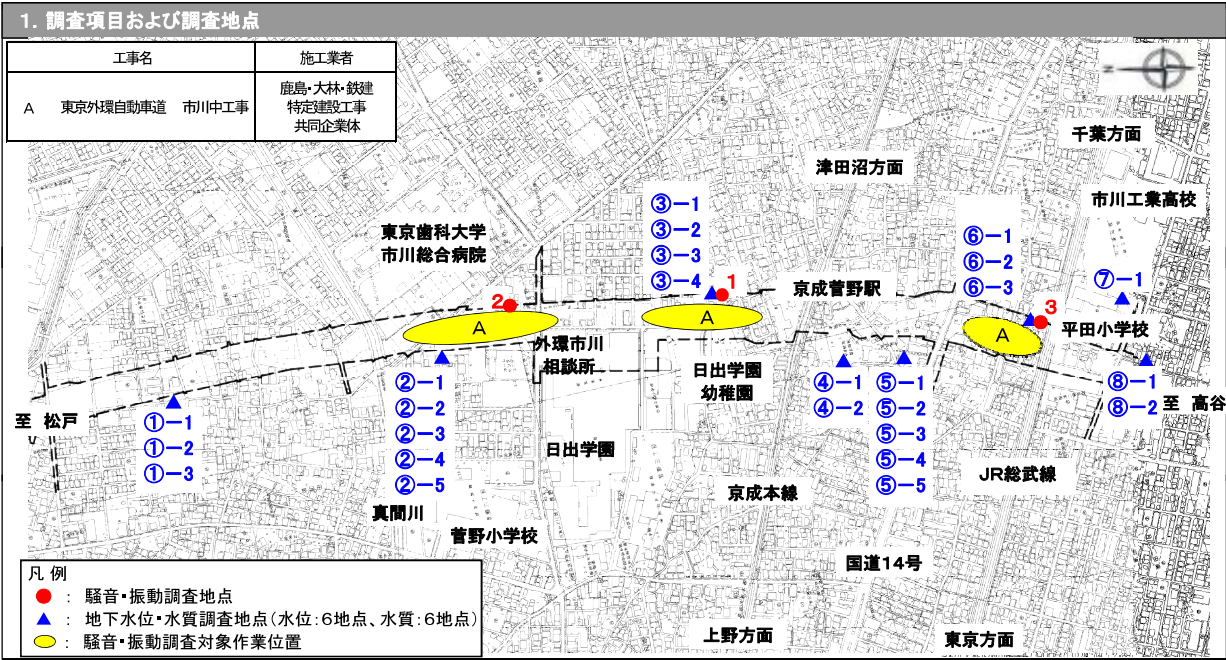 1. 調査項目および調査地点
工事名
施工業者
A 東京外環自動車道 市川中工事
鹿島・大林・鉄建
特定建設工事
共同企業体
N
千葉方面
津田沼方面
市川工業高校
東京歯科大学
市川総合病院
③-1
③-2
③-3
③-4
⑥-1
⑥-2
⑥-3
⑦-1
京成菅野駅
2
1
3
A
A
A
平田小学校
外環市川
相談所
日出学園
幼稚園
至 松戸
①-1
①-2
①-3
②-1
②-2
②-3
②-4
②-5
④-1
④-2
⑤-1
⑤-2
⑤-3
⑤-4
⑤-5
⑧-1
⑧-2
至 高谷
日出学園
JR総武線
京成本線
真間川
菅野小学校
国道14号
上野方面
東京方面
凡 例
: 騒音・振動調査地点
: 地下水位・水質調査地点(水位:6地点、水質:6地点)
: 騒音・振動調査対象作業位置